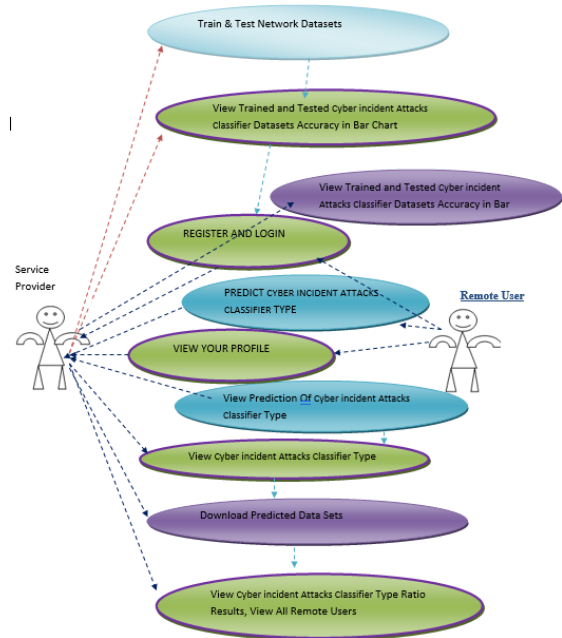 Train & Test Network Datasets
View Trained and Tested Cyber incident Attacks
Classifier Datasets Accuracy in Bar Chart
View Trained and Tested Cyber incident
Attacks Classifier Datasets Accuracy in Bar
REGISTER AND LOGIN
Service
Provider
PREDICT CYBER INCIDENT ATTACKS
CLASSIFIER TYPE
Remote User
VIEW YOUR PROFILE
View Prediction Of Cyber incident Attacks
Classifier Type
View Cyber incident Attacks Classifier Type
Download Predicted Data Sets
View Cyber incident Attacks Classifier Type Ratio
Results, View All Remote Users